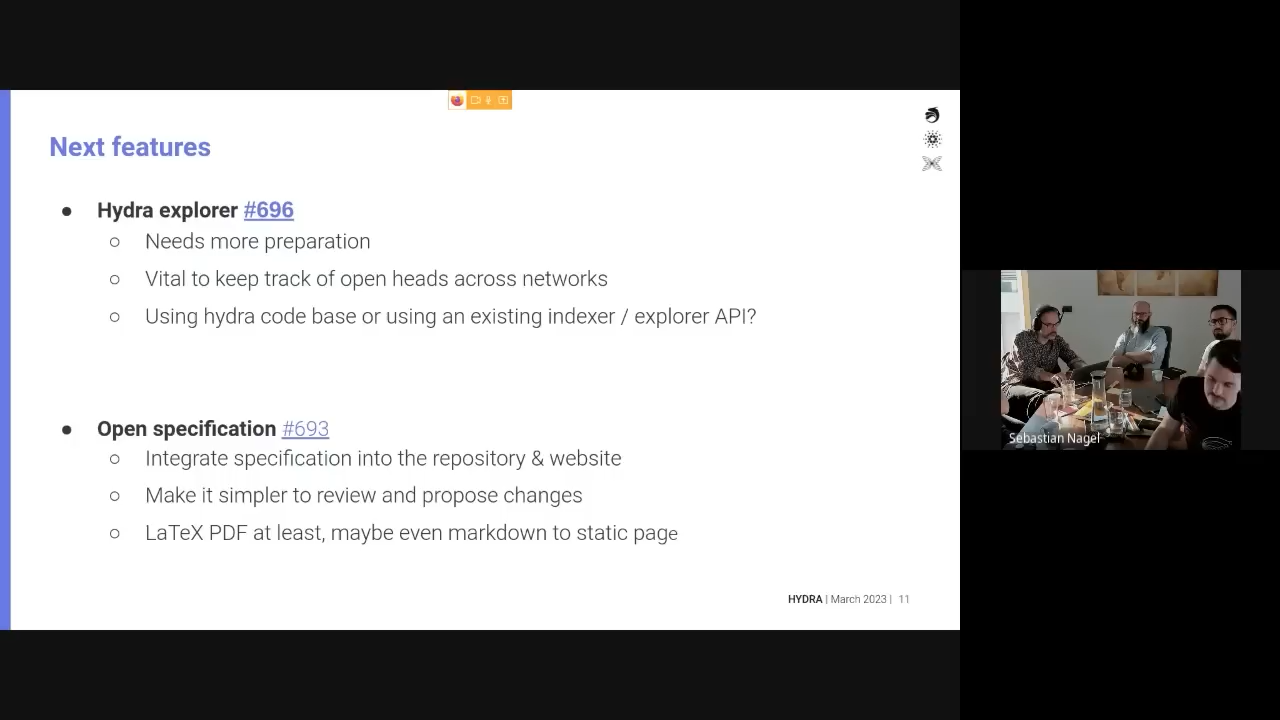 Next features
● Hydra explorer #696
○ Needs more preparation
○ Vital to keep track of open heads across networks
○ Using hydra code base or using an existing indexer / explorer API?
● Open specification #693
○ Integrate specification into the repository & website
○ Make it simpler to review and propose changes
○ LaTeX PDF at least, maybe even markdown to static page
HYDRA | March 2023 | 11
Sebastian Nagel